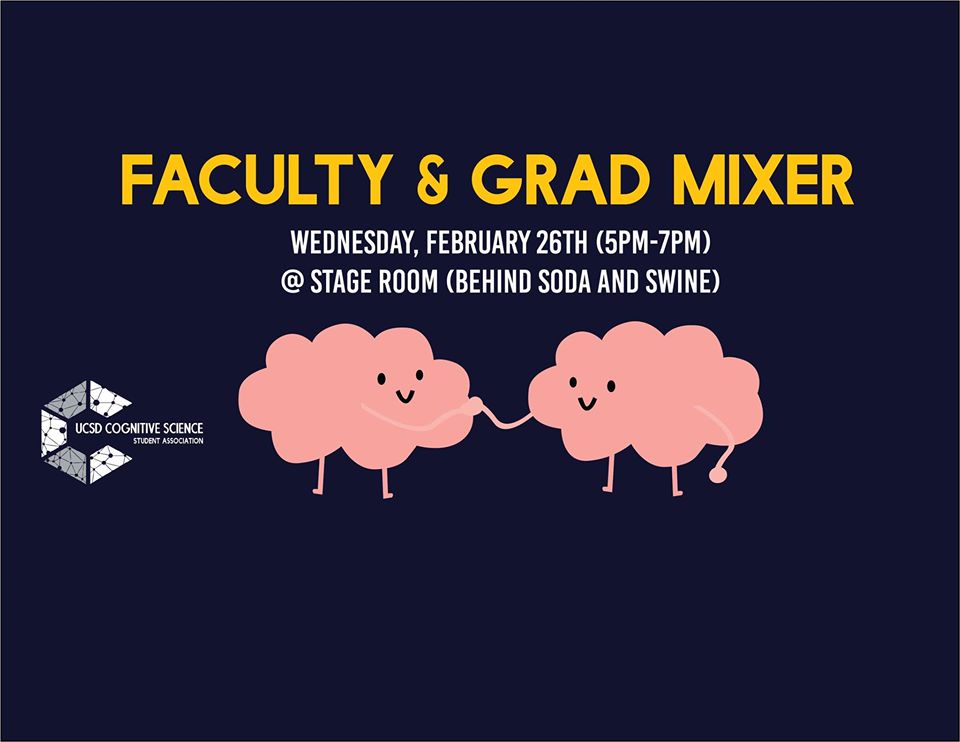 FACULTY & GRAD MIXER
WEDNESDAY, FEBRUARY 26TH (5PM-7PM)
@ STAGE ROOM (BEHIND SODA AND SWINE)
UCSD COGNITIVE SCIENCE
STUDENT ASSOCIATION